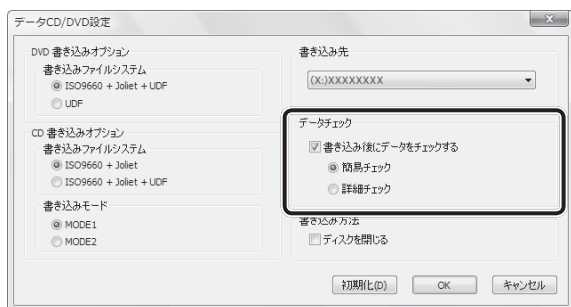 データCD/DVD設定
DVD 書き込みオプション
書き込みファイルシステム
ISO9660 + Joliet + UDF
UDF
CD 書き込みオプション
書き込みファイルシステム
ISO9660 + Joliet
ISO9660 + Joliet + UDF
書き込みモード
MODE1
MODE2
書き込み先
(X:)XXXXXXXX
データチェック
書き込み後にデータをチェックする
簡易チェック
詳細チェック
書き込み方法
ディスクを閉じる
初期化(D)
OK
キャンセル